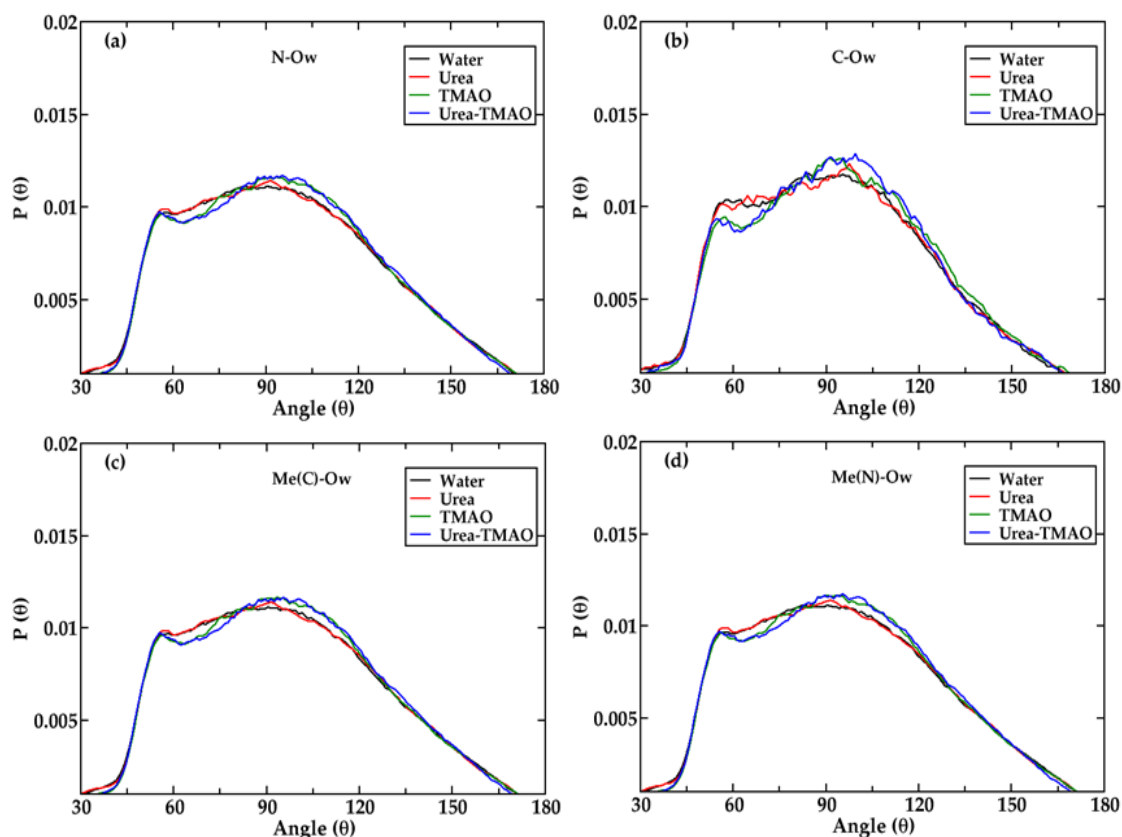 (a)
N-Ow
Water
Urea
TMAO
Urea-TMAO
P (θ)
0.02
0.015
0.01
0.005
30 60 90 120 150 180
Angle (θ)
(b)
C-Ow
Water
Urea
TMAO
Urea-TMAO
P (θ)
0.02
0.015
0.01
0.005
30 60 90 120 150 180
Angle (θ)
(c)
Me(C)-Ow
Water
Urea
TMAO
Urea-TMAO
P (θ)
0.02
0.015
0.01
0.005
30 60 90 120 150 180
Angle (θ)
(d)
Me(N)-Ow
Water
Urea
TMAO
Urea-TMAO
P (θ)
0.02
0.015
0.01
0.005
30 60 90 120 150 180
Angle (θ)